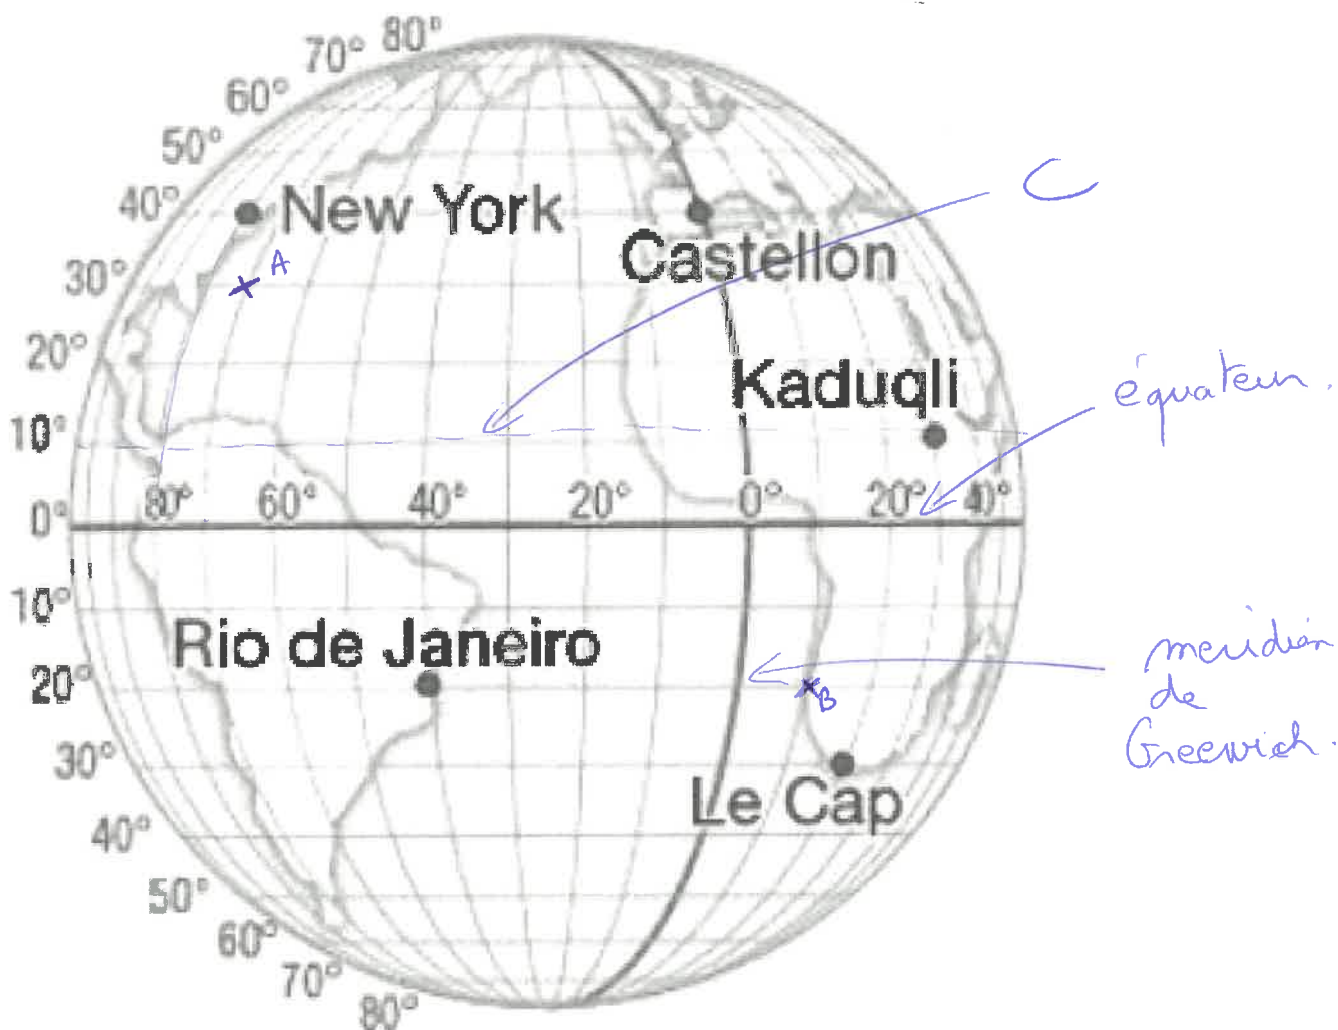 70° 80°
60°
50°
40° New York
C
A
Castellon
30°
20°
Kaduqli
équateur.
10°
80° 60° 40° 20° 0° 20° 40°
0°
10°
Rio de Janeiro
méridien
de
Greenwich.
20°
B
30°
Le Cap
40°
50°
60°
70°
80°